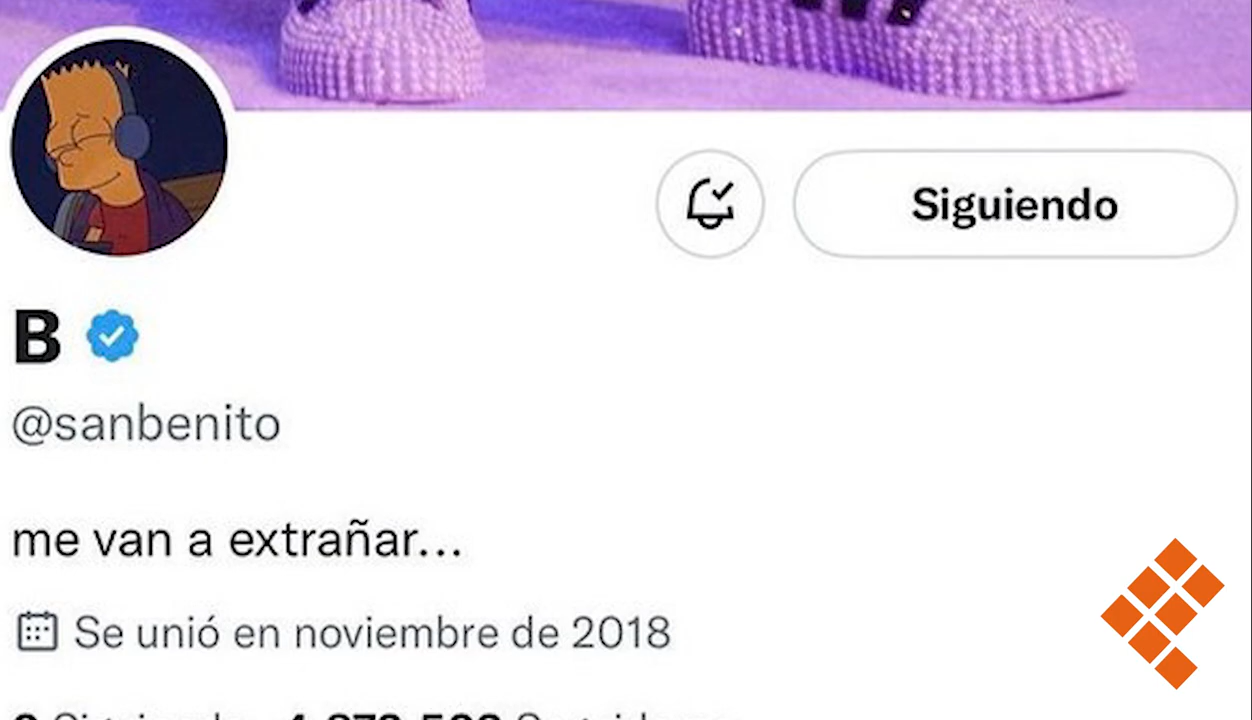 Siguiendo
B
@sanbenito
me van a extrañar...
Se unió en noviembre de 2018